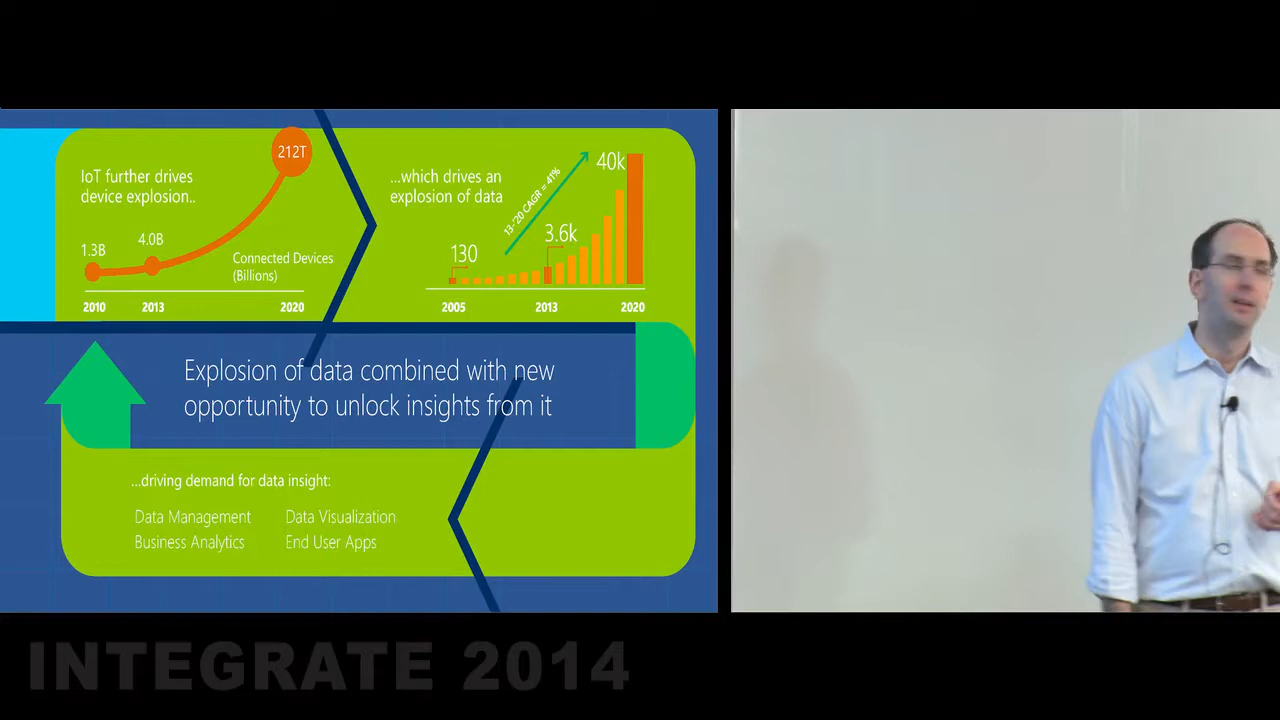 IoT further drives
device explosion..
212T
1.3B
4.0B
Connected Devices
(Billions)
2010
2013
2020
...which drives an
explosion of data
13-'20 CAGR = 41%
40k
3.6k
130
2005
2013
2020
Explosion of data combined with new
opportunity to unlock insights from it
...driving demand for data insight:
Data Management
Data Visualization
Business Analytics
End User Apps
INTEGRATE 2014